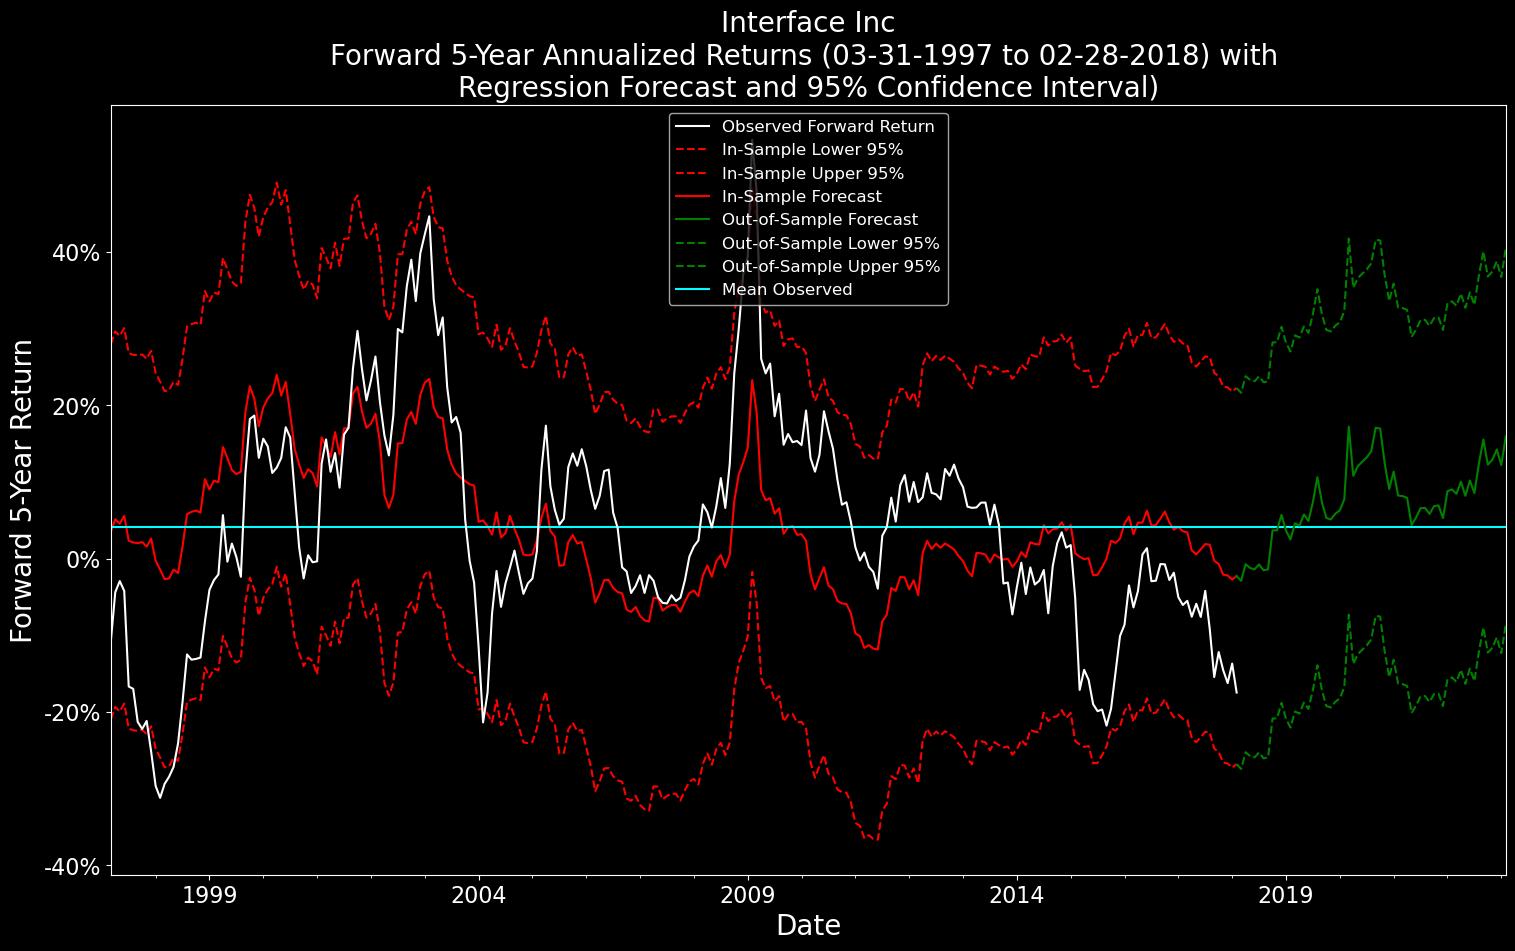 Interface Inc
Forward 5-Year Annualized Returns (03-31-1997 to 02-28-2018) with
Regression Forecast and 95% Confidence Interval)
Observed Forward Return
In-Sample Lower 95%
In-Sample Upper 95%
In-Sample Forecast
Out-of-Sample Forecast
Out-of-Sample Lower 95%
Out-of-Sample Upper 95%
Mean Observed
Forward 5-Year Return
40%
20%
0%
-20%
-40%
1999
2004
2009
2014
2019
Date